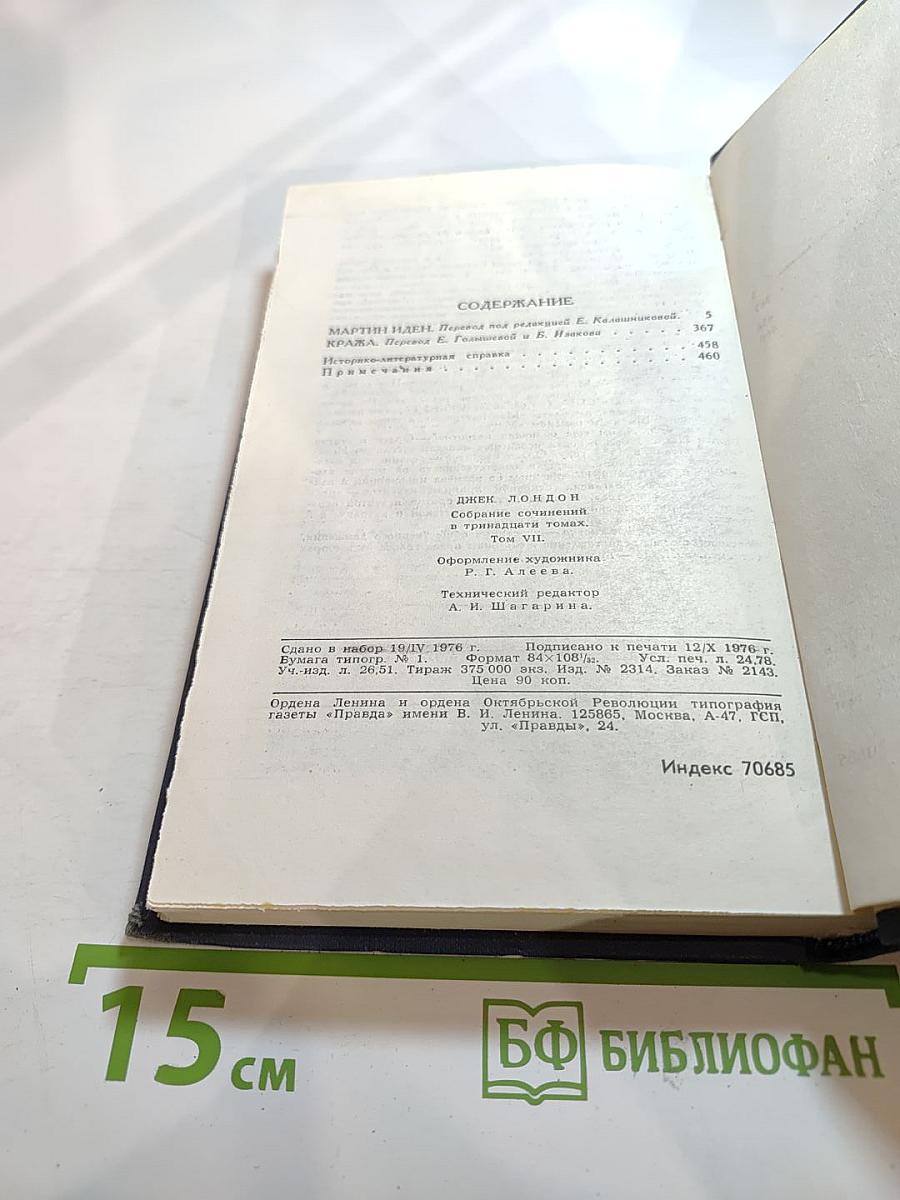 СОДЕРЖАНИЕ
МАРТИН ИДЕН. Перевод под редакцией Е. Калашниковой. 5
КРАЖА. Перевод Е. Голышевой и Б. Изакова . . . . . . 367
Историко-литературная справка . . . . . . . . . . . . 458
Примечания . . . . . . . . . . . . . . . . 460
ДЖЕК ЛОНДОН
Собрание сочинений
в тринадцати томах.
Том VII.
Оформление художника
Р. Г. Алеева.
Технический редактор
А. И. Шагарина.
Сдано в набор 19/IV 1976 г. Подписано к печати 12/X 1976 г.
Бумага типогр. № 1. Формат 84×108¹/₃₂. Усл. печ. л. 24,78.
Уч.-изд. л. 26,51. Тираж 375 000 экз. Изд. № 2314. Заказ № 2143.
Цена 90 коп.
Ордена Ленина и ордена Октябрьской Революции типография
газеты «Правда» имени В. И. Ленина. 125865, Москва, А-47, ГСП,
ул. «Правды», 24.
Индекс 70685
15 см
БФ БИБЛИОФАН